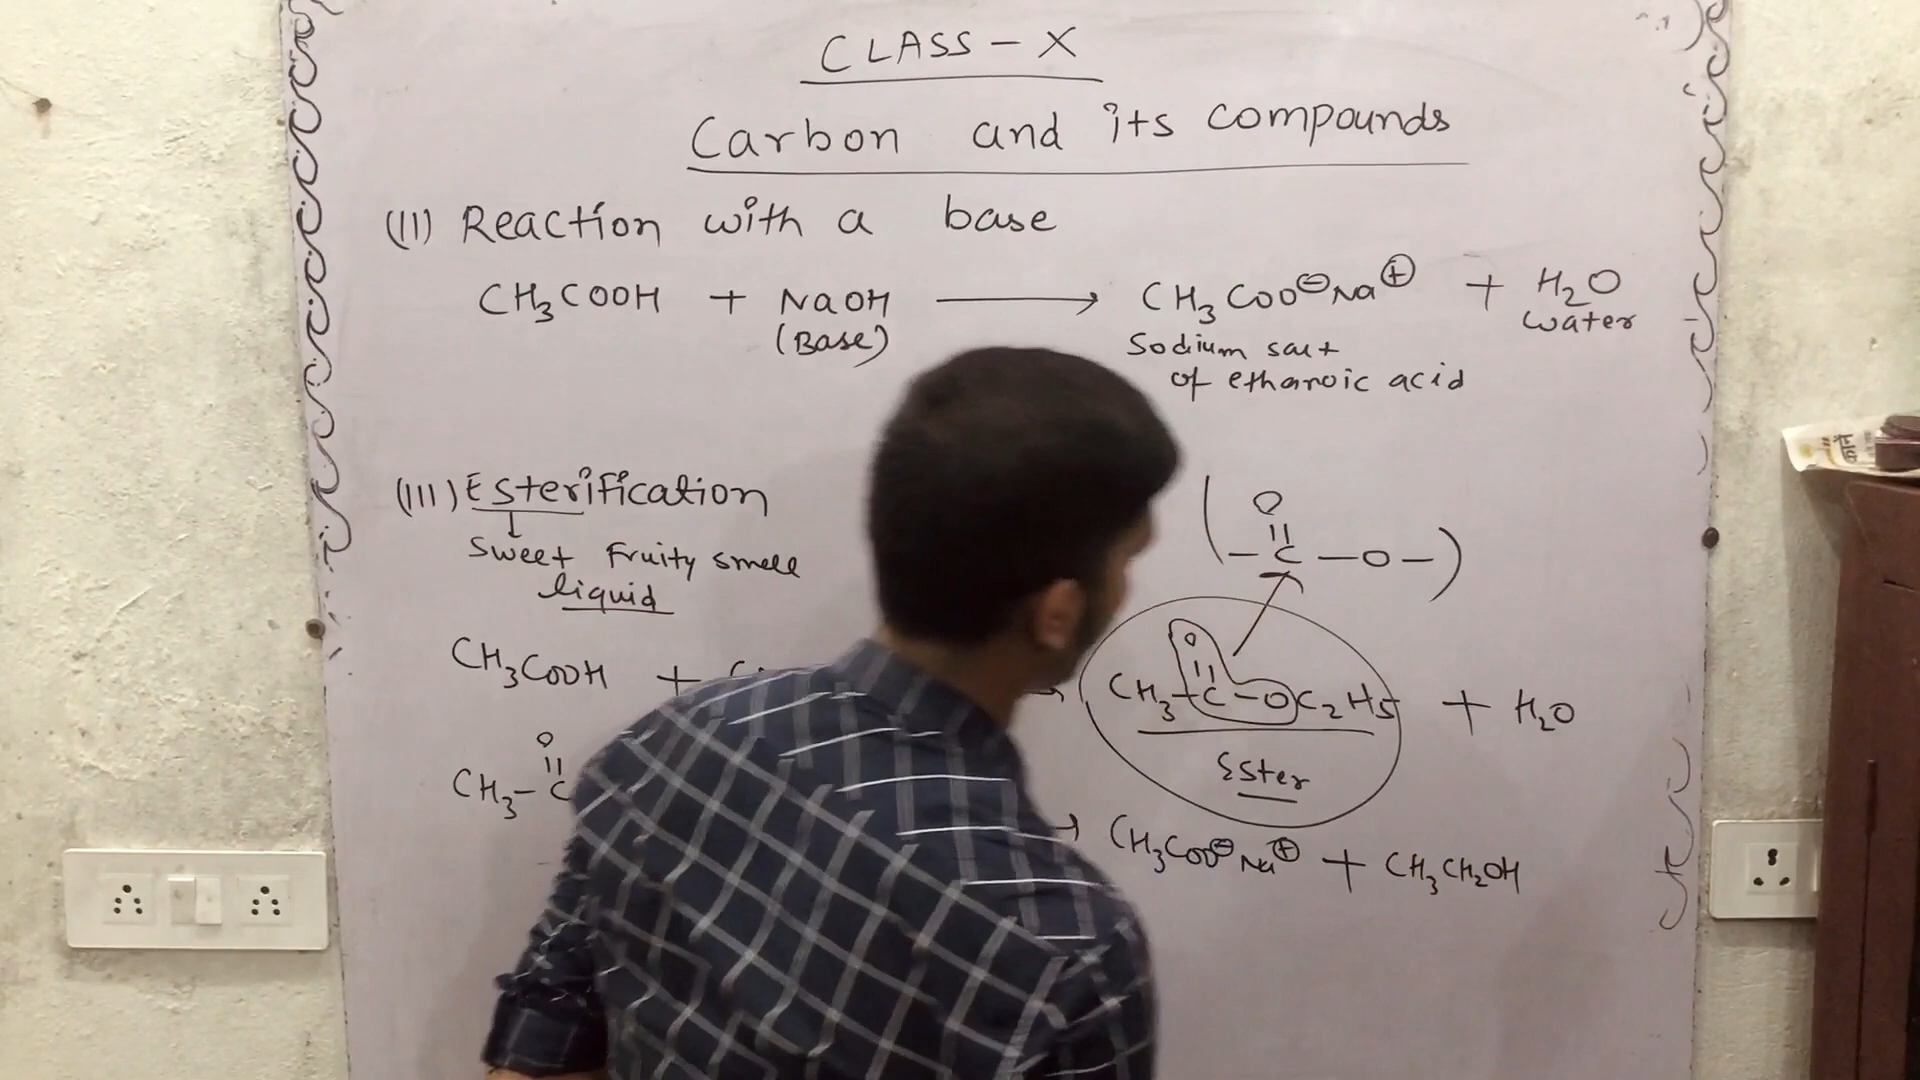 CLASS - X
Carbon and its compounds
(II) Reaction with a base
CH₃COOH + NaOH → CH₃COO⊖Na⊕ + H₂O
(Base)
water
Sodium salt
of ethanoic acid
(III) Esterification
↓
Sweet Fruity smell
liquid
O
||
( - C - O - )
CH₃COOH +
O
||
CH₃-C-OC₂H5 + H₂O
Ester
O
||
CH₃-C
→ CH₃COO⊖Na⊕ + CH₃CH₂OH